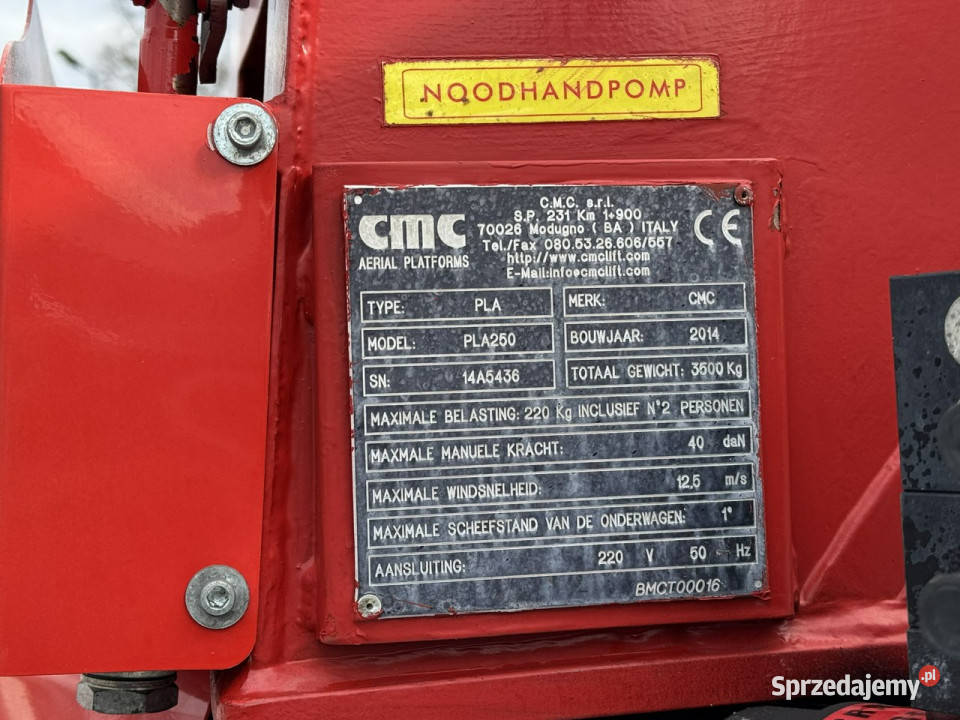 NOODHANDPOMP
C.M.C. s.r.l.
S.P. 231 Km 1+900
70026 Modugno ( BA ) ITALY
Tel./Fax 080.53.26.606/557
http://www.cmclift.com
E-Mail:info@cmclift.com
CMC
AERIAL PLATFORMS
CE
TYPE: PLA
MERK: CMC
MODEL: PLA250
BOUWJAAR: 2014
SN: 14A5436
TOTAAL GEWICHT: 3500 Kg
MAXIMALE BELASTING: 220 Kg INCLUSIEF N°2 PERSONEN
MAXMALE MANUELE KRACHT: 40 daN
MAXIMALE WINDSNELHEID: 12,5 m/s
MAXIMALE SCHEEFSTAND VAN DE ONDERWAGEN: 1°
AANSLUITING: 220 V 50 Hz
BMCT00016
Sprzedajemy.pl